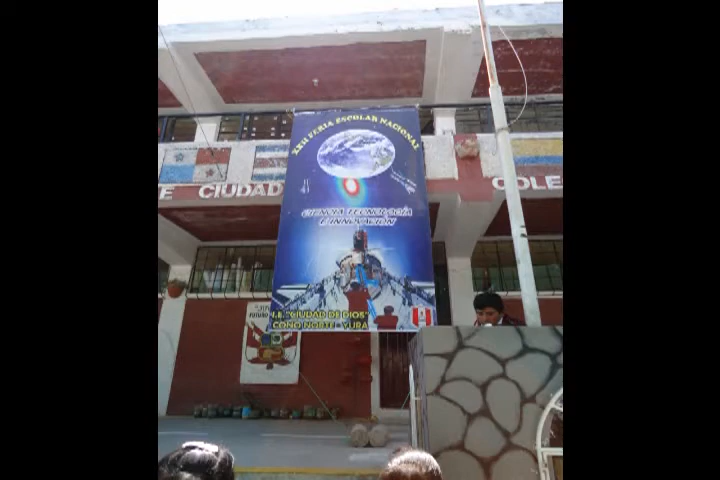 XXII FERIA ESCOLAR NACIONAL
CIUDAD
COLE
CIENCIA TECNOLOGÍA
E INNOVACIÓN
I.E. "CIUDAD DE DIOS"
CONO NORTE - YURA